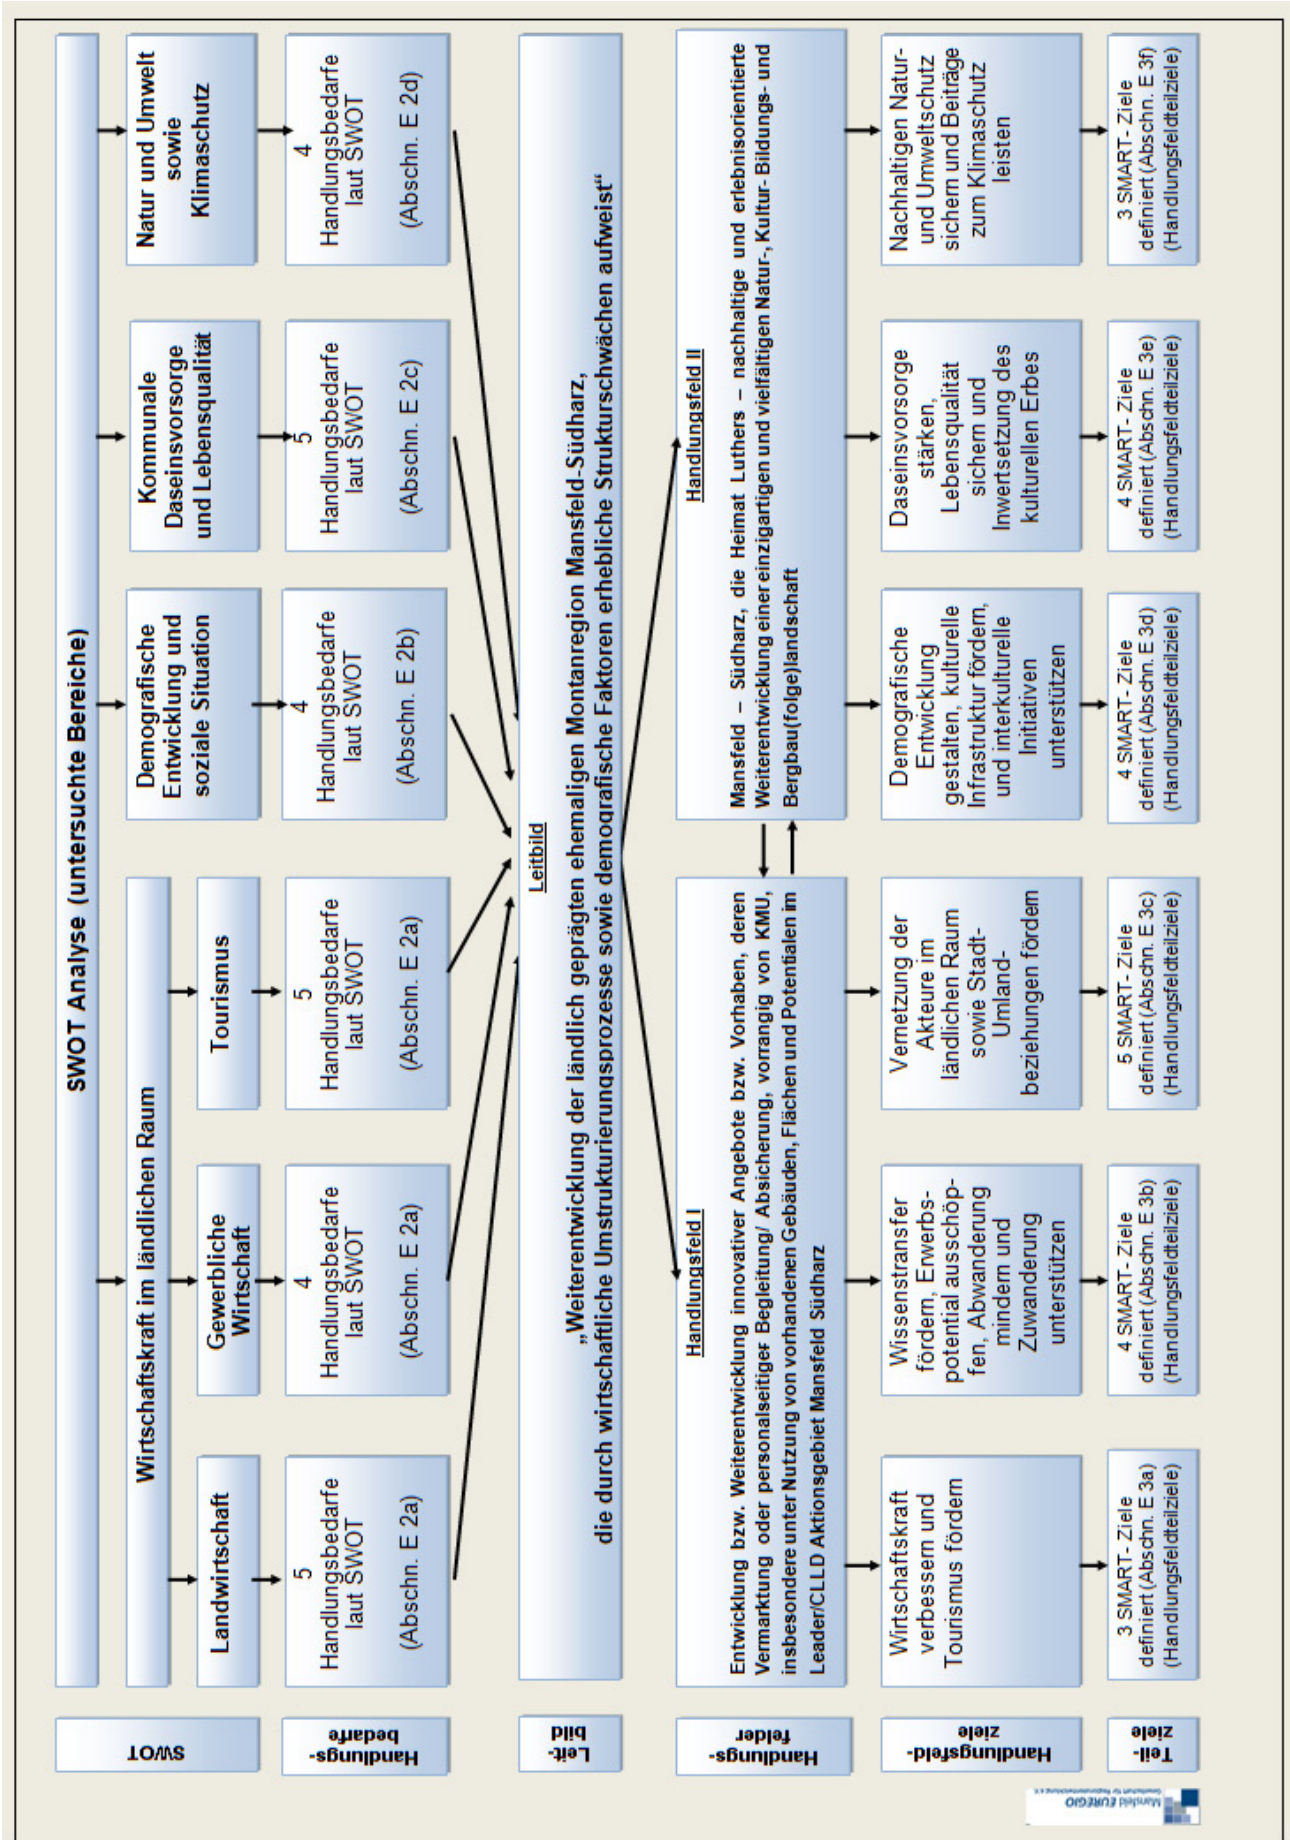 SWOT
SWOT Analyse (untersuchte Bereiche)
Wirtschaftskraft im ländlichen Raum
Demografische
Entwicklung und
soziale Situation
Kommunale
Daseinsvorsorge
und Lebensqualität
Natur und Umwelt
sowie
Klimaschutz
Landwirtschaft
Gewerbliche
Wirtschaft
Tourismus
Handlungs-
bedarfe
5
Handlungsbedarfe
laut SWOT
(Abschn. E 2a)
4
Handlungsbedarfe
laut SWOT
(Abschn. E 2a)
5
Handlungsbedarfe
laut SWOT
(Abschn. E 2a)
4
Handlungsbedarfe
laut SWOT
(Abschn. E 2b)
5
Handlungsbedarfe
laut SWOT
(Abschn. E 2c)
4
Handlungsbedarfe
laut SWOT
(Abschn. E 2d)
Leit-
bild
Leitbild
„Weiterentwicklung der ländlich geprägten ehemaligen Montanregion Mansfeld-Südharz,
die durch wirtschaftliche Umstrukturierungsprozesse sowie demografische Faktoren erhebliche Strukturschwächen aufweist“
Handlungs-
felder
Handlungsfeld I
Entwicklung bzw. Weiterentwicklung innovativer Angebote bzw. Vorhaben, deren
Vermarktung oder personalseitiger Begleitung/ Absicherung, vorrangig von KMU,
insbesondere unter Nutzung von vorhandenen Gebäuden, Flächen und Potentialen im
Leader/CLLD Aktionsgebiet Mansfeld Südharz
Handlungsfeld II
Mansfeld – Südharz, die Heimat Luthers – nachhaltige und erlebnisorientierte
Weiterentwicklung einer einzigartigen und vielfältigen Natur-, Kultur- Bildungs- und
Bergbau(folge)landschaft
Handlungsfeld-
ziele
Wirtschaftskraft
verbessern und
Tourismus fördern
Wissenstransfer
fördern, Erwerbs-
potential ausschöp-
fen, Abwanderung
mindern und
Zuwanderung
unterstützen
Vernetzung der
Akteure im
ländlichen Raum
sowie Stadt-
Umland-
beziehungen fördern
Demografische
Entwicklung
gestalten, kulturelle
Infrastruktur fördern,
und interkulturelle
Initiativen
unterstützen
Daseinsvorsorge
stärken,
Lebensqualität
sichern und
Inwertsetzung des
kulturellen Erbes
Nachhaltigen Natur-
und Umweltschutz
sichern und Beiträge
zum Klimaschutz
leisten
Teil-
ziele
3 SMART- Ziele
definiert (Abschn. E 3a)
(Handlungsfeldteilziele)
4 SMART- Ziele
definiert (Abschn. E 3b)
(Handlungsfeldteilziele)
5 SMART- Ziele
definiert (Abschn. E 3c)
(Handlungsfeldteilziele)
4 SMART- Ziele
definiert (Abschn. E 3d)
(Handlungsfeldteilziele)
4 SMART- Ziele
definiert (Abschn. E 3e)
(Handlungsfeldteilziele)
3 SMART- Ziele
definiert (Abschn. E 3f)
(Handlungsfeldteilziele)
Mansfeld EUREGIO